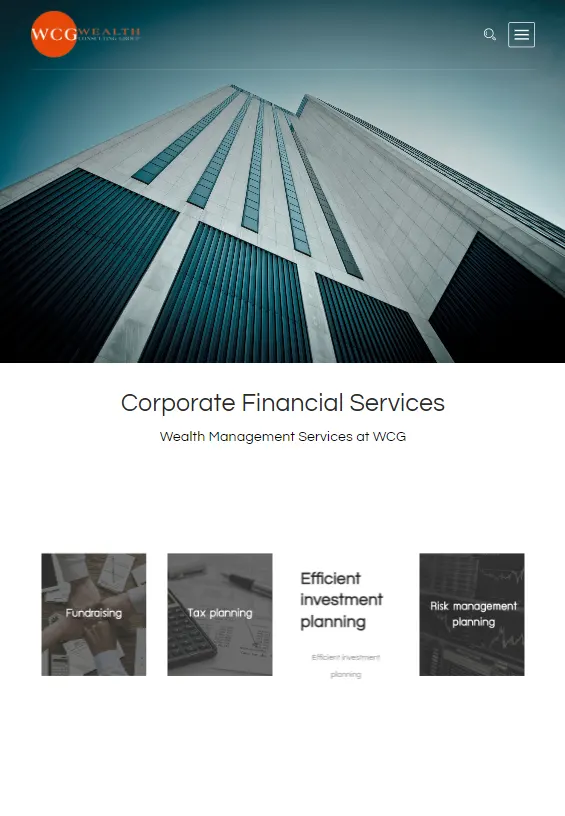 WCG WEALTH
CONSULTING GROUP
Corporate Financial Services
Wealth Management Services at WCG
Fundraising
Tax planning
Efficient
investment
planning
Efficient investment
planning
Risk management
planning